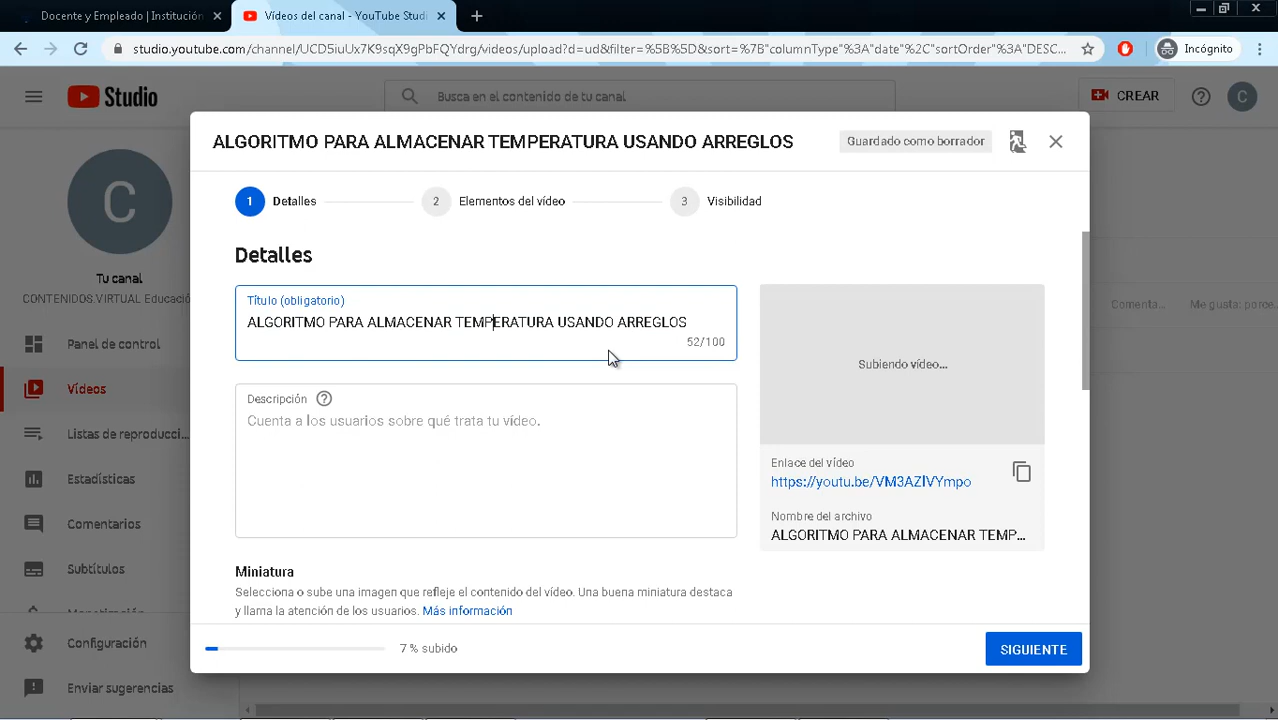 Docente y Empleado | Institución
Vídeos del canal - YouTube Studi
studio.youtube.com/channel/UCD5iuUx7K9sqX9gPbFQYdrg/videos/upload?d=ud&filter=%5B%5D&sort=%7B"columnType"%3A"date"%2C"sortOrder"%3A"DESC...
Incógnito
Studio
Busca en el contenido de tu canal
CREAR
C
C
Tu canal
CONTENIDOS.VIRTUAL Educació
Panel de control
Vídeos
Listas de reproducci...
Estadísticas
Comentarios
Subtítulos
Monetización
Configuración
Enviar sugerencias
Comenta...
Me gusta: porce
ALGORITMO PARA ALMACENAR TEMPERATURA USANDO ARREGLOS
Guardado como borrador
1 Detalles
2 Elementos del vídeo
3 Visibilidad
Detalles
Título (obligatorio)
ALGORITMO PARA ALMACENAR TEMPERATURA USANDO ARREGLOS
52/100
Descripción
Cuenta a los usuarios sobre qué trata tu vídeo.
Subiendo vídeo...
Enlace del vídeo
https://youtu.be/VM3AZlVYmpo
Nombre del archivo
ALGORITMO PARA ALMACENAR TEMP...
Miniatura
Selecciona o sube una imagen que refleje el contenido del vídeo. Una buena miniatura destaca
y llama la atención de los usuarios. Más información
7 % subido
SIGUIENTE